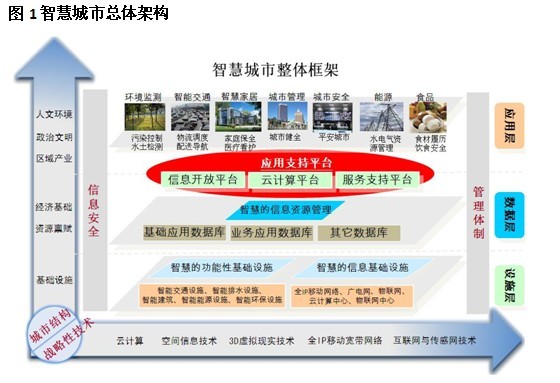 图 1 智慧城市总体架构
智慧城市整体框架
环境监测 智能交通 智慧家居 城市管理 城市安全 能源 食品
污染控制 物流调度 家庭保全 城市健全 平安城市 水电气资 食材履历
水土检测 配送导航 医疗看护 源管理 饮食安全
人文环境
政治文明
区域产业
经济基础
资源禀赋
基础设施
信息安全
应用支持平台
信息开放平台 云计算平台 服务支持平台
智慧的信息资源管理
基础应用数据库 业务应用数据库 其它数据库
智慧的功能性基础设施 智慧的信息基础设施
智能交通设施、智能排水设施、 全IP移动网络、广电网、物联网、
智能建筑、智能能源设施、智能环保设施 云计算中心、物联网中心
管理体制
应用层
数据层
设施层
城市结构
战略性技术
云计算 空间信息技术 3D虚拟现实技术 全IP移动宽带网络 互联网与传感网技术